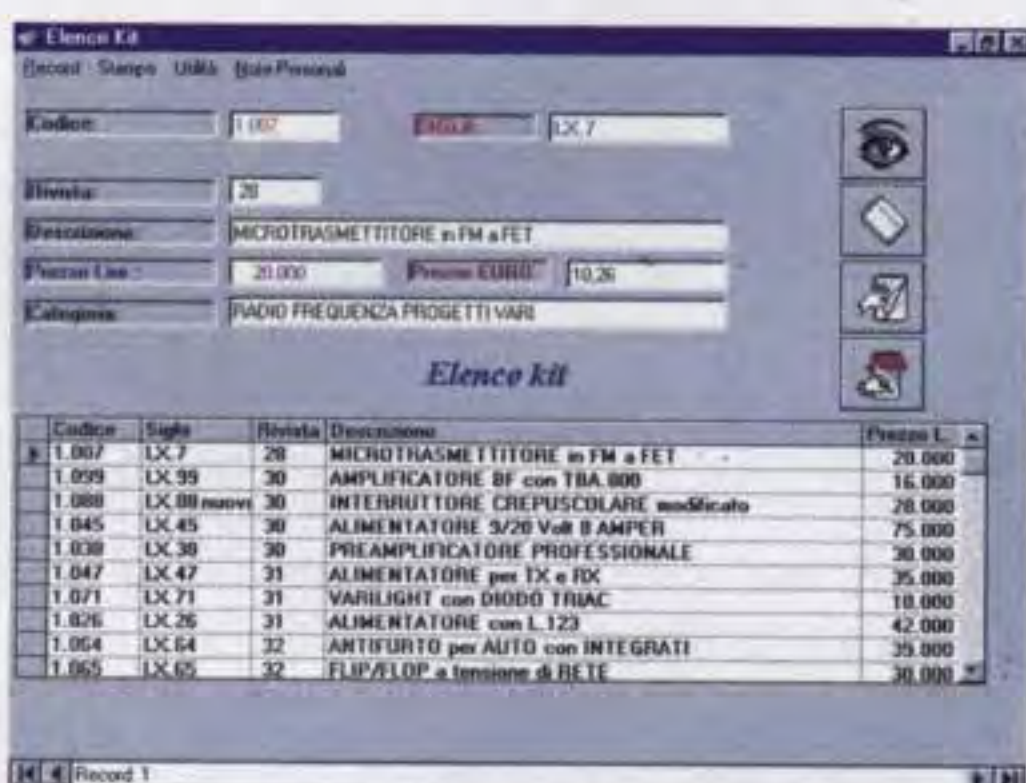 Elenco Kit
Record Stampe Utilità Note Personali
Codice: 1.007 SIGLA: LX.7
Rivista: 28
Descrizione: MICROTRASMETTITORE in FM a FET
Prezzo Lire : 20.000 Prezzo EURO: 10,26
Categoria: RADIO FREQUENZA PROGETTI VARI
Elenco kit
Codice Sigla Rivista Descrizione Prezzo L.
1.007 LX.7 28 MICROTRASMETTITORE in FM a FET 20.000
1.099 LX.99 30 AMPLIFICATORE BF con TBA.800 16.000
1.088 LX.88 nuovo 30 INTERRUTTORE CREPUSCOLARE modificato 28.000
1.045 LX.45 30 ALIMENTATORE 9/20 Volt 8 AMPER 75.000
1.038 LX.38 30 PREAMPLIFICATORE PROFESSIONALE 30.000
1.047 LX.47 31 ALIMENTATORE per TX e RX 35.000
1.071 LX.71 31 VARILIGHT con DIODO TRIAC 10.000
1.026 LX.26 31 ALIMENTATORE con L.123 42.000
1.064 LX.64 32 ANTIFURTO per AUTO con INTEGRATI 39.000
1.065 LX.65 32 FLIP/FLOP a tensione di RETE 30.000
Record 1